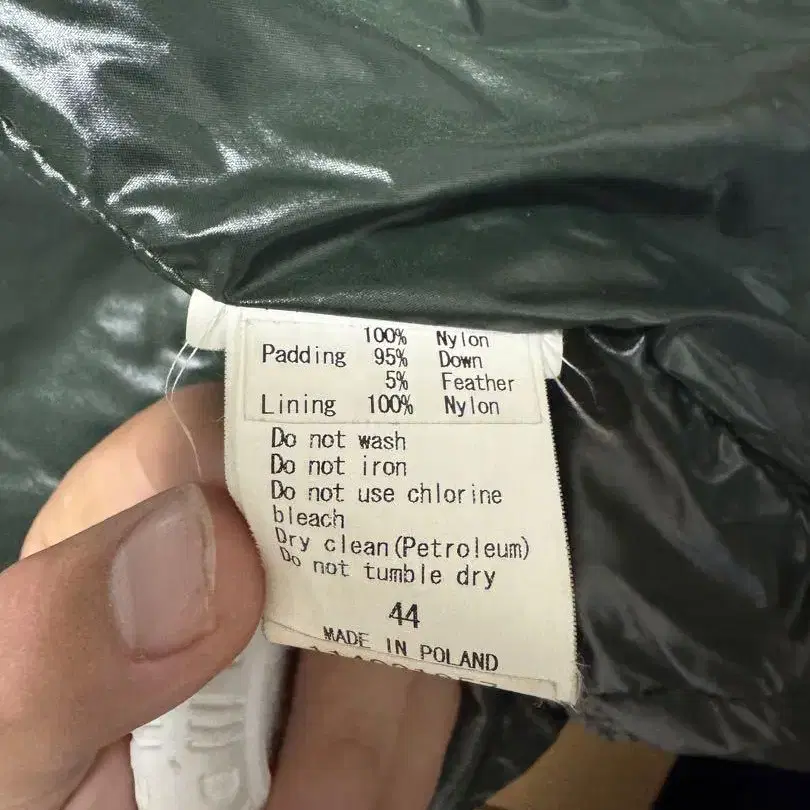 100% Nylon
Padding 95% Down
5% Feather
Lining 100% Nylon
Do not wash
Do not iron
Do not use chlorine
bleach
Dry clean(Petroleum)
Do not tumble dry
44
MADE IN POLAND